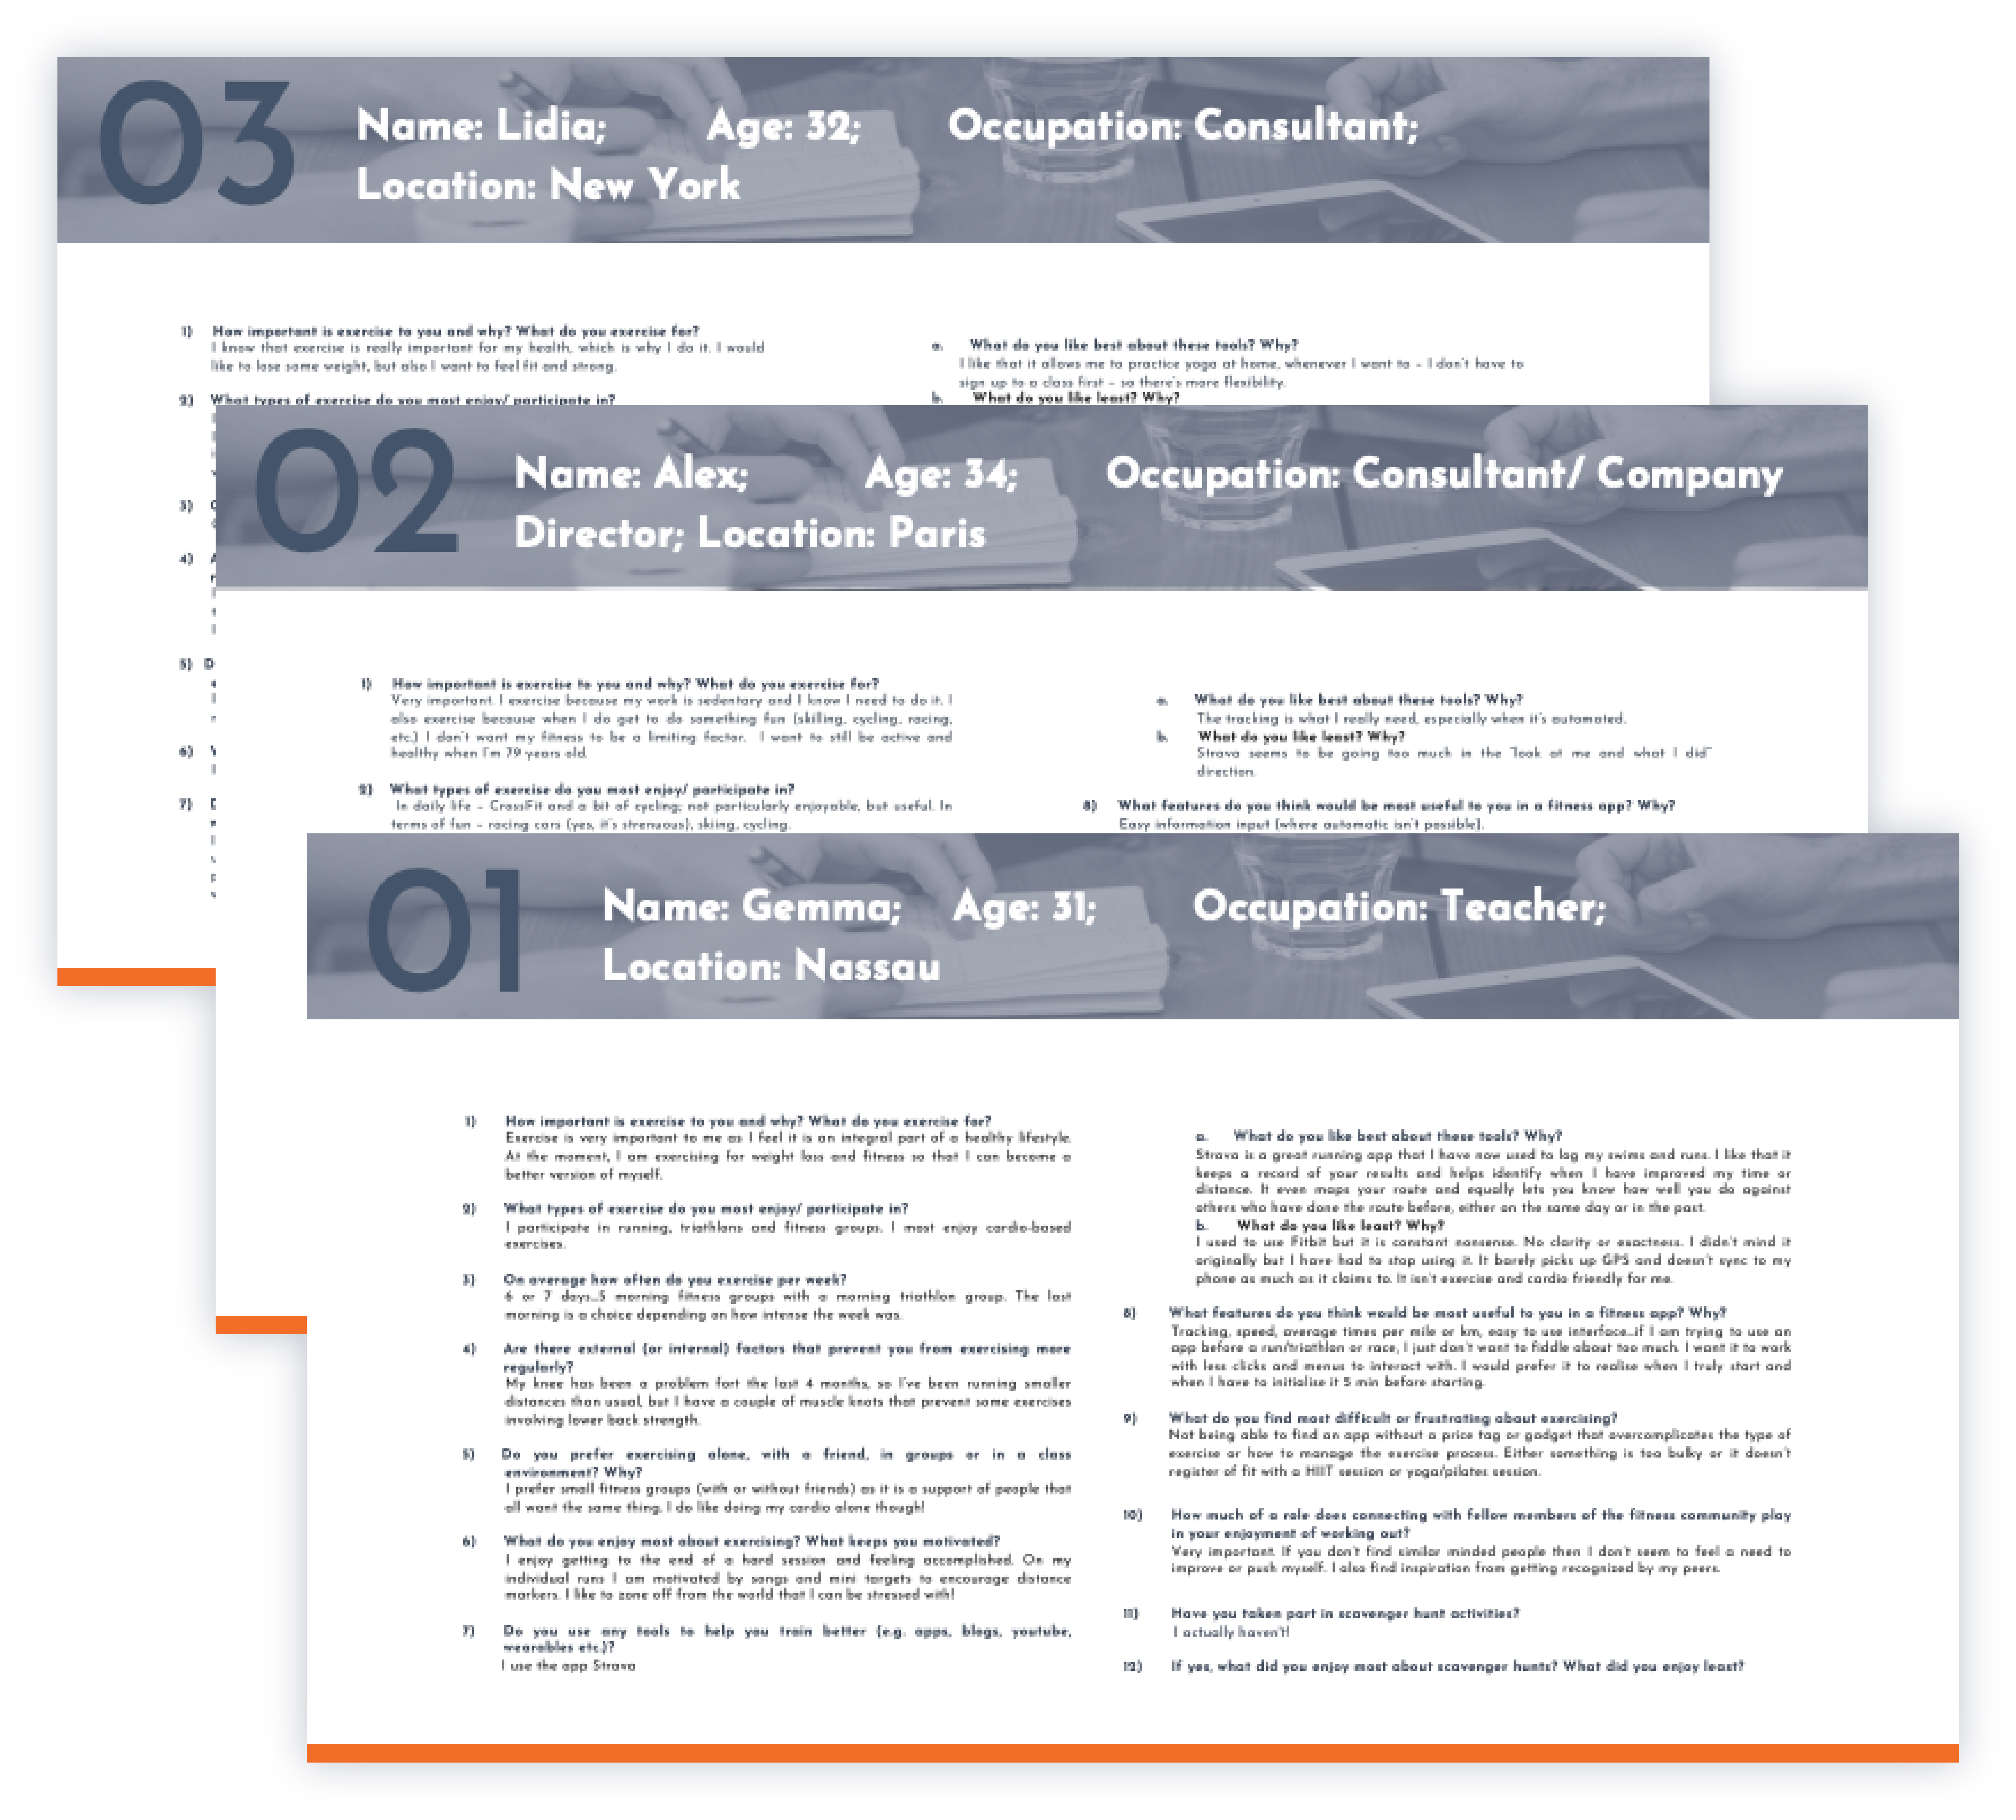 03
Name: Lidia; Age: 32; Occupation: Consultant;
Location: New York
1) How important is exercise to you and why? What do you exercise for?
I know that exercise is really important for my health, which is why I do it. I would
like to lose some weight, but also I want to feel fit and strong.
2) What types of exercise do you most enjoy/ participate in?
3)
4)
5) D
6)
7)
a. What do you like best about these tools? Why?
I like that it allows me to practice yoga at home, whenever I want to – I don't have to
sign up to a class first – so there's more flexibility.
b. What do you like least? Why?
02
Name: Alex; Age: 34; Occupation: Consultant/ Company
Director; Location: Paris
1) How important is exercise to you and why? What do you exercise for?
Very important. I exercise because my work is sedentary and I know I need to do it. I
also exercise because when I do get to do something fun (skiing, cycling, racing,
etc.) I don't want my fitness to be a limiting factor. I want to still be active and
healthy when I'm 79 years old.
2) What types of exercise do you most enjoy/ participate in?
In daily life – CrossFit and a bit of cycling; not particularly enjoyable, but useful. In
terms of fun – racing cars (yes, it's strenuous), skiing, cycling.
a. What do you like best about these tools? Why?
The tracking is what I really need, especially when it's automated.
b. What do you like least? Why?
Strava seems to be going too much in the "look at me and what I did"
direction.
8) What features do you think would be most useful to you in a fitness app? Why?
Easy information input (where automatic isn't possible).
01
Name: Gemma; Age: 31; Occupation: Teacher;
Location: Nassau
1) How important is exercise to you and why? What do you exercise for?
Exercise is very important to me as I feel it is an integral part of a healthy lifestyle.
At the moment, I am exercising for weight loss and fitness so that I can become a
better version of myself.
2) What types of exercise do you most enjoy/ participate in?
I participate in running, triathlons and fitness groups. I most enjoy cardio-based
exercises.
3) On average how often do you exercise per week?
6 or 7 days...5 morning fitness groups with a morning triathlon group. The last
morning is a choice depending on how intense the week was.
4) Are there external (or internal) factors that prevent you from exercising more
regularly?
My knee has been a problem fort the last 4 months, so I've been running smaller
distances than usual, but I have a couple of muscle knots that prevent some exercises
involving lower back strength.
5) Do you prefer exercising alone, with a friend, in groups or in a class
environment? Why?
I prefer small fitness groups (with or without friends) as it is a support of people that
all want the same thing. I do like doing my cardio alone though!
6) What do you enjoy most about exercising? What keeps you motivated?
I enjoy getting to the end of a hard session and feeling accomplished. On my
individual runs I am motivated by songs and mini targets to encourage distance
markers. I like to zone off from the world that I can be stressed with!
7) Do you use any tools to help you train better (e.g. apps, blogs, youtube,
wearables etc.)?
I use the app Strava
a. What do you like best about these tools? Why?
Strava is a great running app that I have now used to log my swims and runs. I like that it
keeps a record of your results and helps identify when I have improved my time or
distance. It even maps your route and equally lets you know how well you do against
others who have done the route before, either on the same day or in the past.
b. What do you like least? Why?
I used to use Fitbit but it is constant nonsense. No clarity or exactness. I didn't mind it
originally but I have had to stop using it. It barely picks up GPS and doesn't sync to my
phone as much as it claims to. It isn't exercise and cardio friendly for me.
8) What features do you think would be most useful to you in a fitness app? Why?
Tracking, speed, average times per mile or km, easy to use interface...if I am trying to use an
app before a run/triathlon or race, I just don't want to fiddle about too much. I want it to work
with less clicks and menus to interact with. I would prefer it to realise when I truly start and
when I have to initialise it 5 min before starting.
9) What do you find most difficult or frustrating about exercising?
Not being able to find an app without a price tag or gadget that overcomplicates the type of
exercise or how to manage the exercise process. Either something is too bulky or it doesn't
register of fit with a HIIT session or yoga/pilates session.
10) How much of a role does connecting with fellow members of the fitness community play
in your enjoyment of working out?
Very important. If you don't find similar minded people then I don't seem to feel a need to
improve or push myself. I also find inspiration from getting recognized by my peers.
11) Have you taken part in scavenger hunt activities?
I actually haven't!
12) If yes, what did you enjoy most about scavenger hunts? What did you enjoy least?